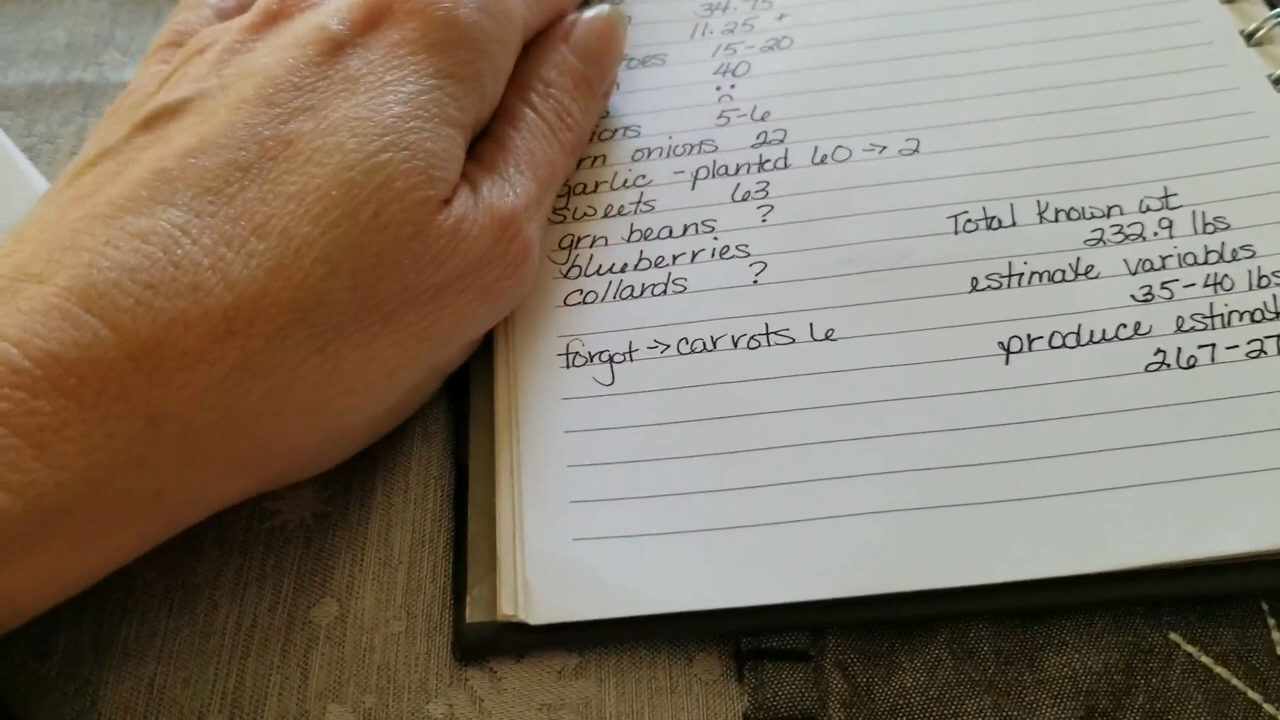 34.75
11.25 +
15-20
40
5-6
rn onions 22
garlic - planted 60 → 2
sweets 63
grn beans ?
blueberries
collards ?
forgot → carrots 6
Total Known wt
232.9 lbs
estimate variables
35-40 lbs
produce estimat
267-27